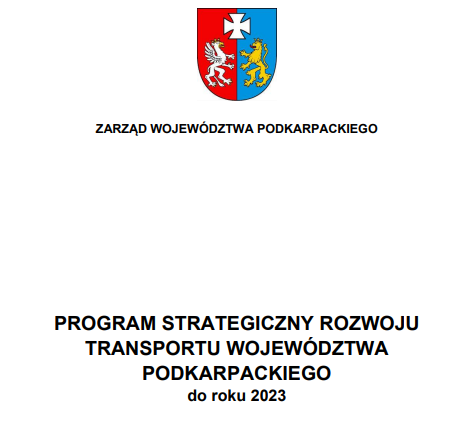 ZARZĄD WOJEWÓDZTWA PODKARPACKIEGO
PROGRAM STRATEGICZNY ROZWOJU
TRANSPORTU WOJEWÓDZTWA
PODKARPACKIEGO
do roku 2023